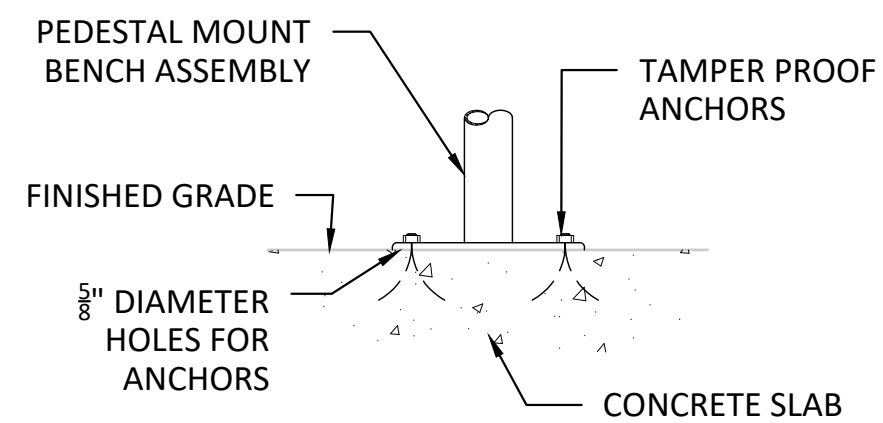 PEDESTAL MOUNT
BENCH ASSEMBLY
TAMPER PROOF
ANCHORS
FINISHED GRADE
⅝" DIAMETER
HOLES FOR
ANCHORS
CONCRETE SLAB